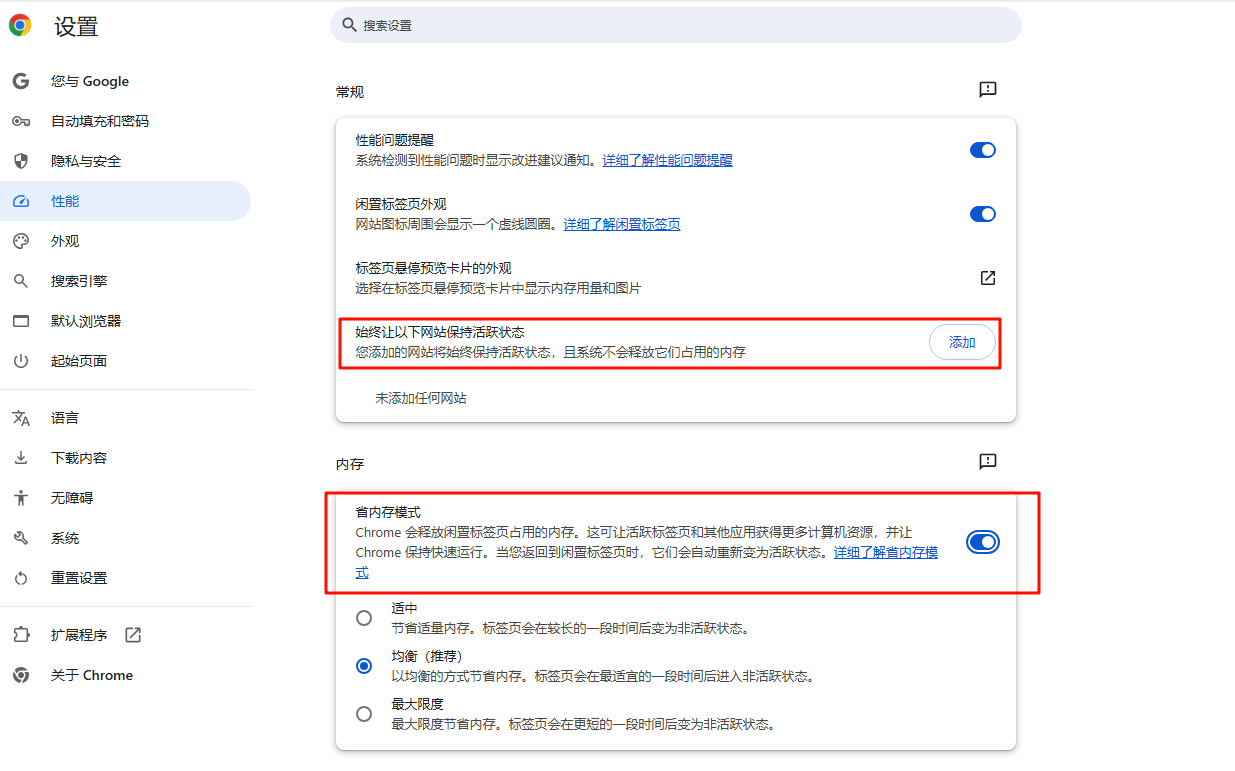 设置
搜索设置
您与 Google
自动填充和密码
隐私与安全
性能
外观
搜索引擎
默认浏览器
起始页面
语言
下载内容
无障碍
系统
重置设置
扩展程序
关于 Chrome
常规
性能问题提醒
系统检测到性能问题时显示改进建议通知。详细了解性能问题提醒
闲置标签页外观
网站图标周围会显示一个虚线圆圈。详细了解闲置标签页
标签页悬停预览卡片的外观
选择在标签页悬停预览卡片中显示内存用量和图片
始终让以下网站保持活跃状态
您添加的网站将始终保持活跃状态，且系统不会释放它们占用的内存
添加
未添加任何网站
内存
省内存模式
Chrome 会释放闲置标签页占用的内存。这可让活跃标签页和其他应用获得更多计算机资源，并让
Chrome 保持快速运行。当您返回到闲置标签页时，它们会自动重新变为活跃状态。详细了解省内存模
式
适中
节省适量内存。标签页会在较长的一段时间后变为非活跃状态。
均衡（推荐）
以均衡的方式节省内存。标签页会在最适宜的一段时间后进入非活跃状态。
最大限度
最大限度节省内存。标签页会在更短的一段时间后变为非活跃状态。